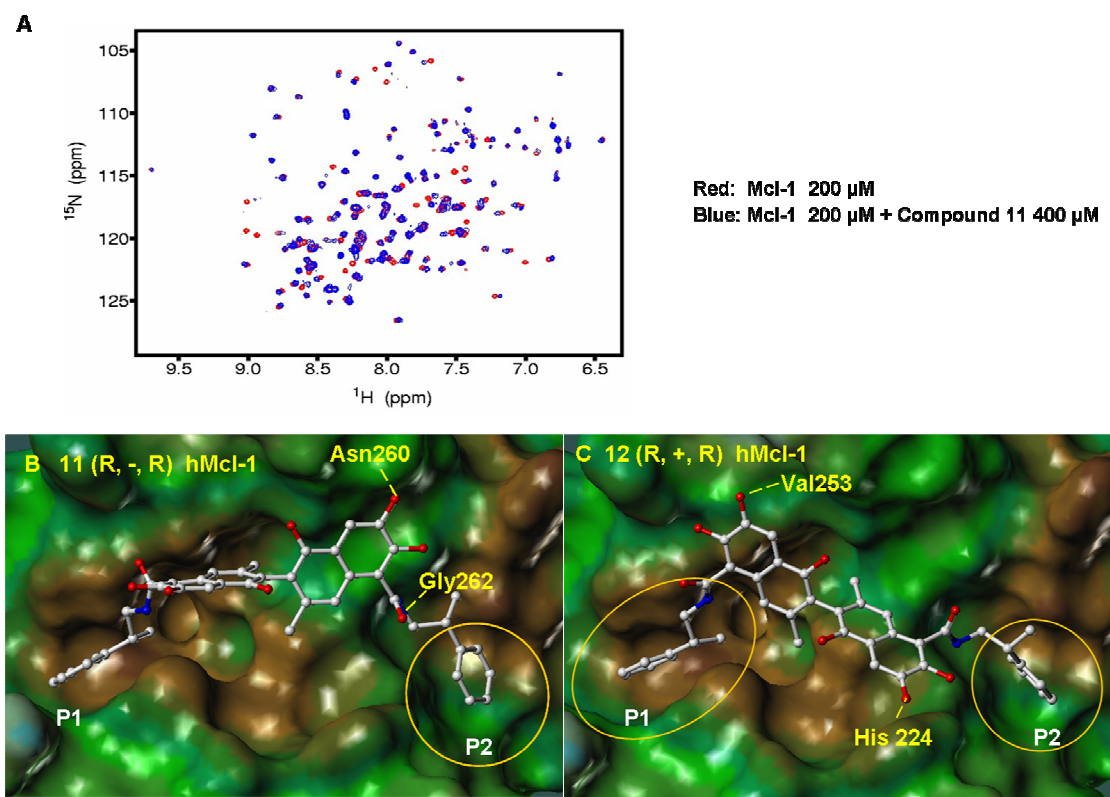 A
105
110
115
120
125
15N (ppm)
9.5 9.0 8.5 8.0 7.5 7.0 6.5
1H (ppm)
Red: Mcl-1 200 µM
Blue: Mcl-1 200 µM + Compound 11 400 µM
B 11 (R, -, R) hMcl-1
Asn260
Gly262
P1
P2
C 12 (R, +, R) hMcl-1
Val253
P1
His 224
P2